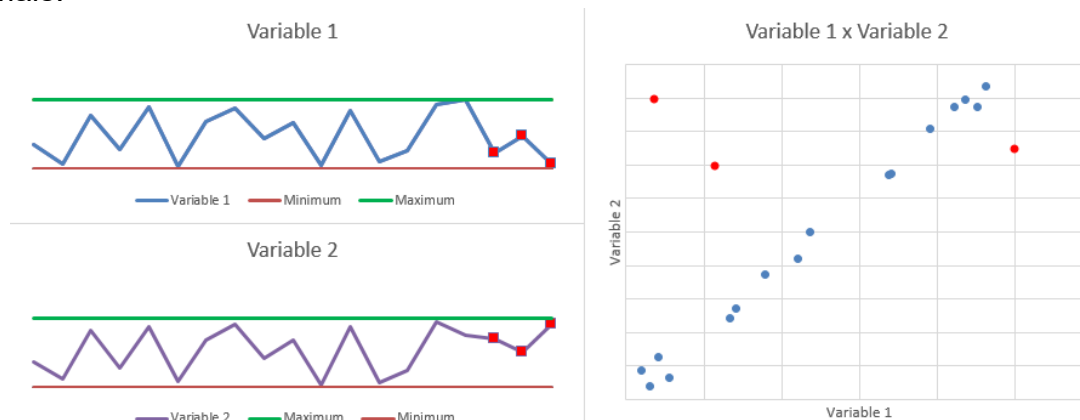 Variable 1
Variable 1 Minimum Maximum
Variable 2
Variable 2 Maximum Minimum
Variable 1 x Variable 2
Variable 2
Variable 1